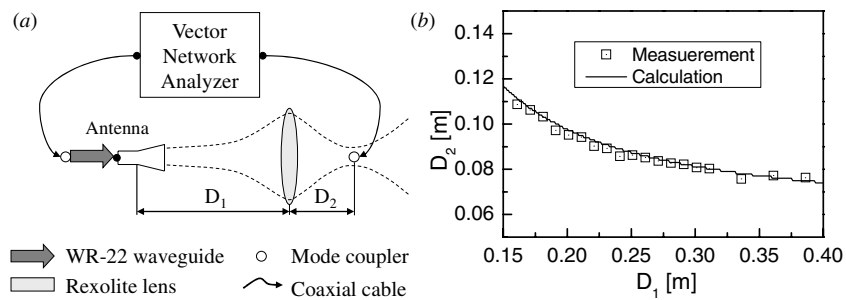 (a)
Vector
Network
Analyzer
Antenna
D₁
D₂
WR-22 waveguide
Mode coupler
Rexolite lens
Coaxial cable
(b)
Measuerement
Calculation
D₂ [m]
0.14
0.12
0.10
0.08
0.06
0.15 0.20 0.25 0.30 0.35 0.40
D₁ [m]